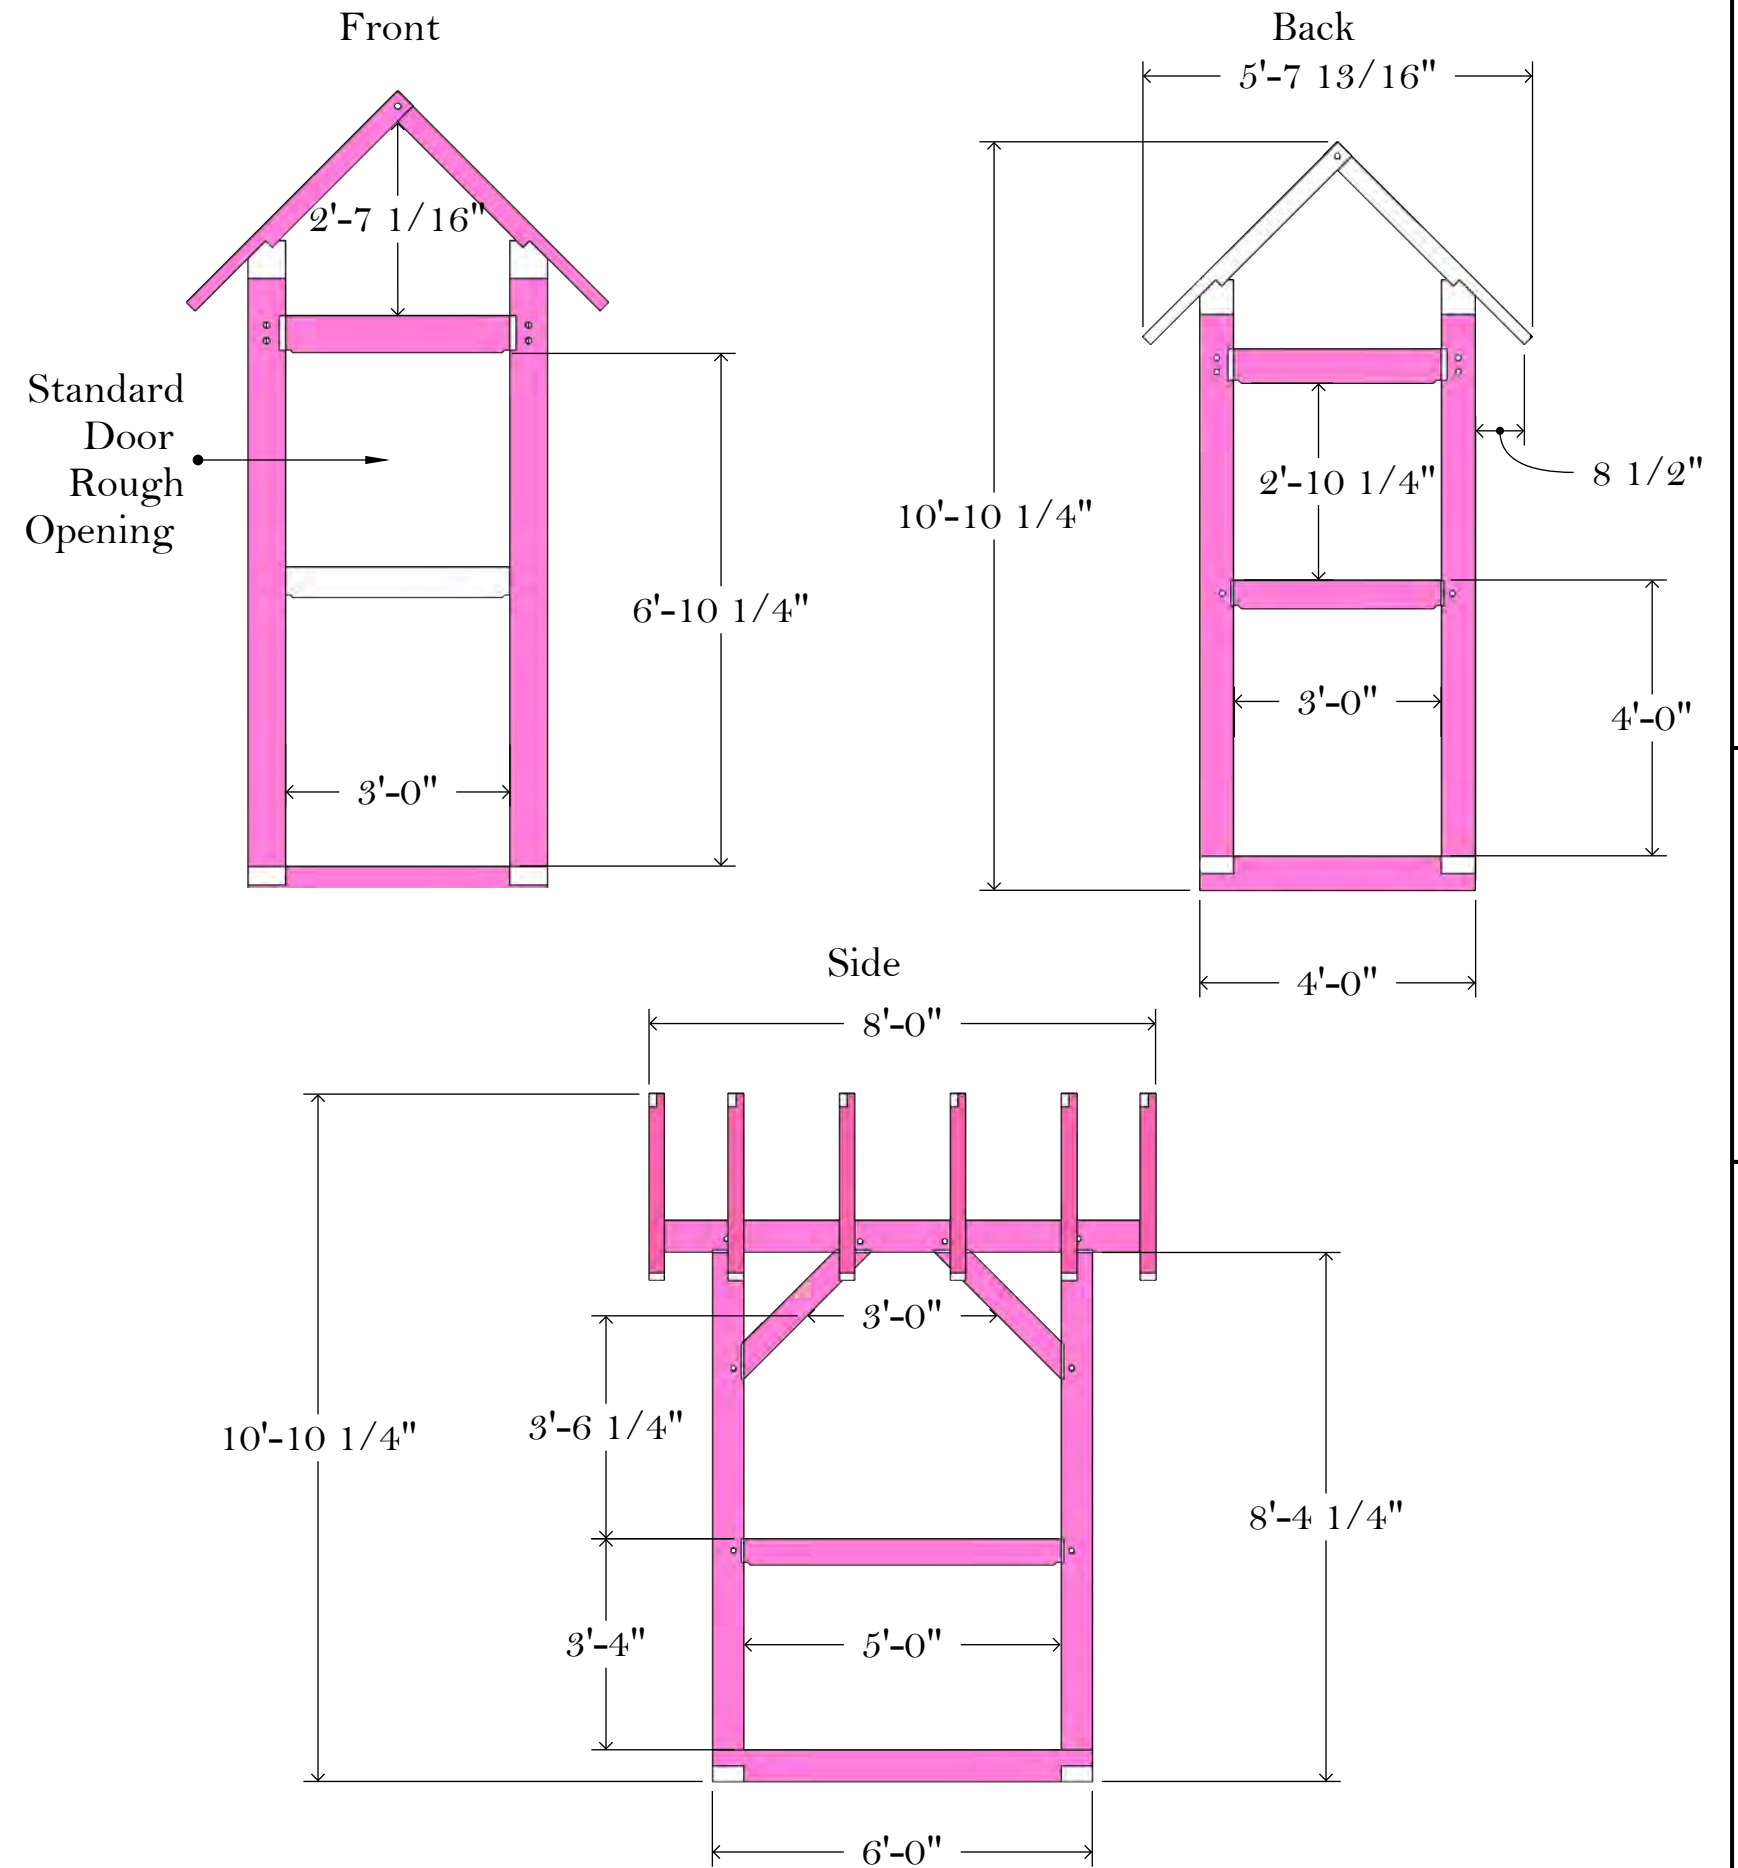 Front
2'-7 1/16"
Standard
Door
Rough
Opening
6'-10 1/4"
3'-0"
Back
5'-7 13/16"
10'-10 1/4"
2'-10 1/4"
8 1/2"
3'-0"
4'-0"
4'-0"
Side
8'-0"
3'-0"
10'-10 1/4"
3'-6 1/4"
8'-4 1/4"
3'-4"
5'-0"
6'-0"